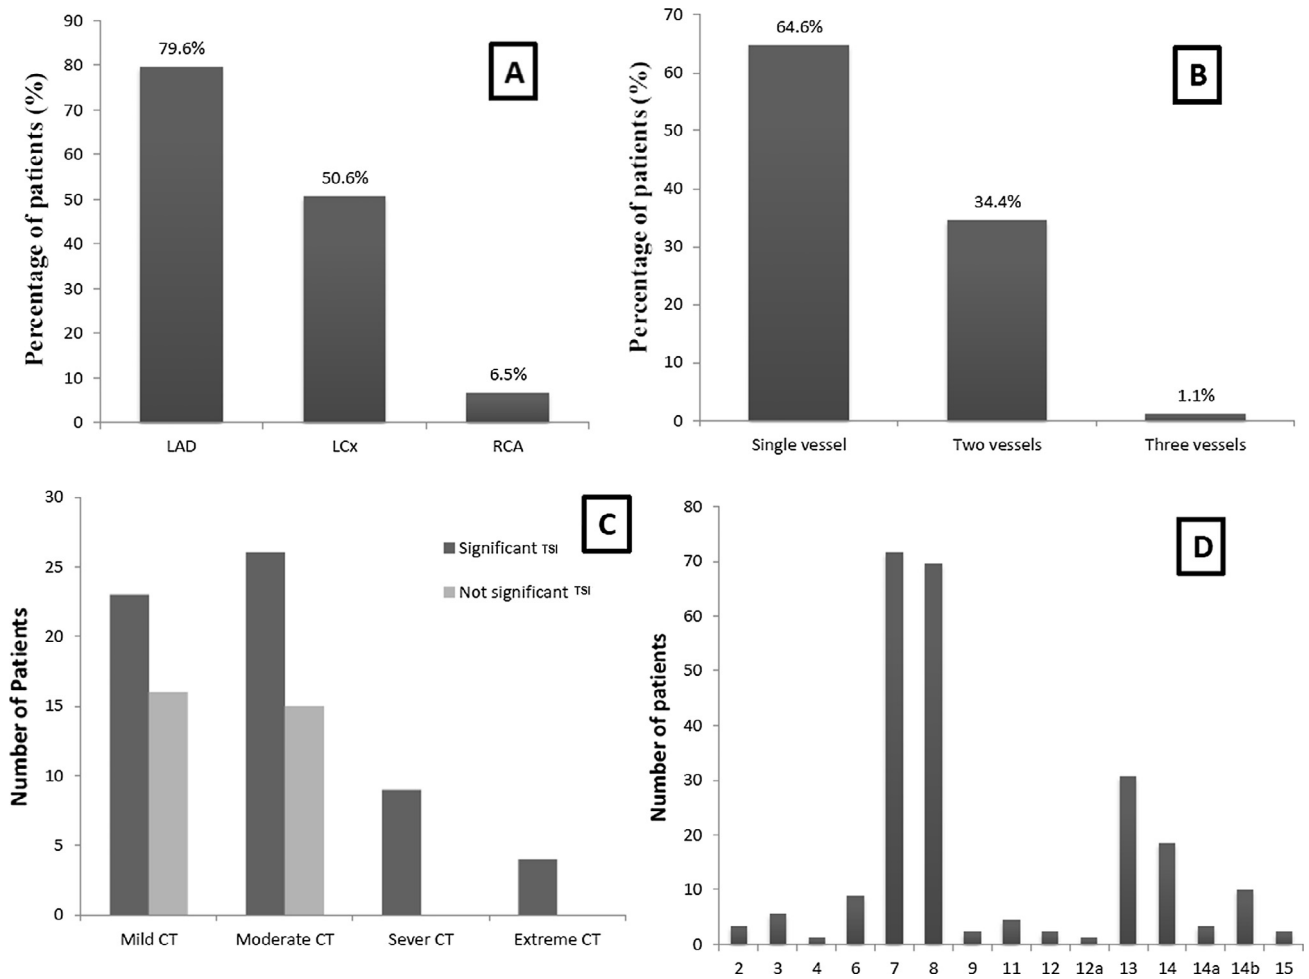 A
Percentage of patients (%)
90
80
70
60
50
40
30
20
10
0
79.6%
50.6%
6.5%
LAD LCx RCA
B
Percentage of patients (%)
70
60
50
40
30
20
10
0
64.6%
34.4%
1.1%
Single vessel Two vessels Three vessels
C
Number of Patients
30
25
20
15
10
5
0
Significant TSI
Not significant TSI
Mild CT Moderate CT Sever CT Extreme CT
D
Number of patients
80
70
60
50
40
30
20
10
0
2 3 4 6 7 8 9 11 12 12a 13 14 14a 14b 15